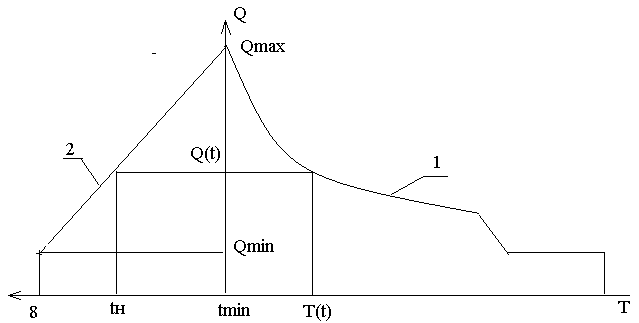 Q
Qmax
2
Q(t)
1
Qmin
8
tн
tmin
T(t)
T